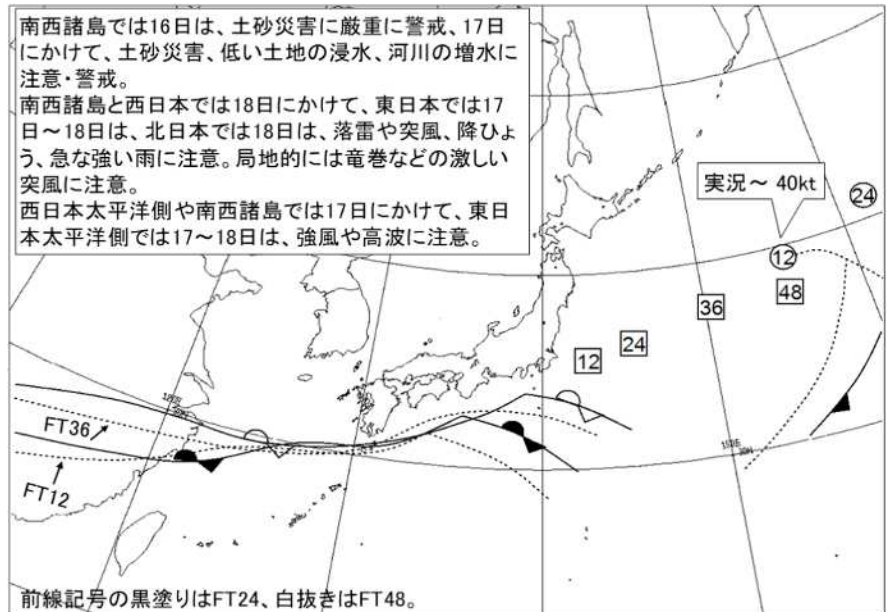 南西諸島では16日は、土砂災害に厳重に警戒、17日
にかけて、土砂災害、低い土地の浸水、河川の増水に
注意・警戒。
南西諸島と西日本では18日にかけて、東日本では17
日～18日は、北日本では18日は、落雷や突風、降ひょ
う、急な強い雨に注意。局地的には竜巻などの激しい
突風に注意。
西日本太平洋側や南西諸島では17日にかけて、東日
本太平洋側では17～18日は、強風や高波に注意。
実況～ 40kt
24
12
48
36
24
12
FT36
FT12
前線記号の黒塗りはFT24、白抜きはFT48。